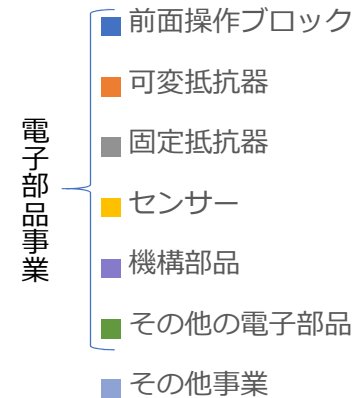 電子部品事業
前面操作ブロック
可変抵抗器
固定抵抗器
センサー
機構部品
その他の電子部品
その他事業